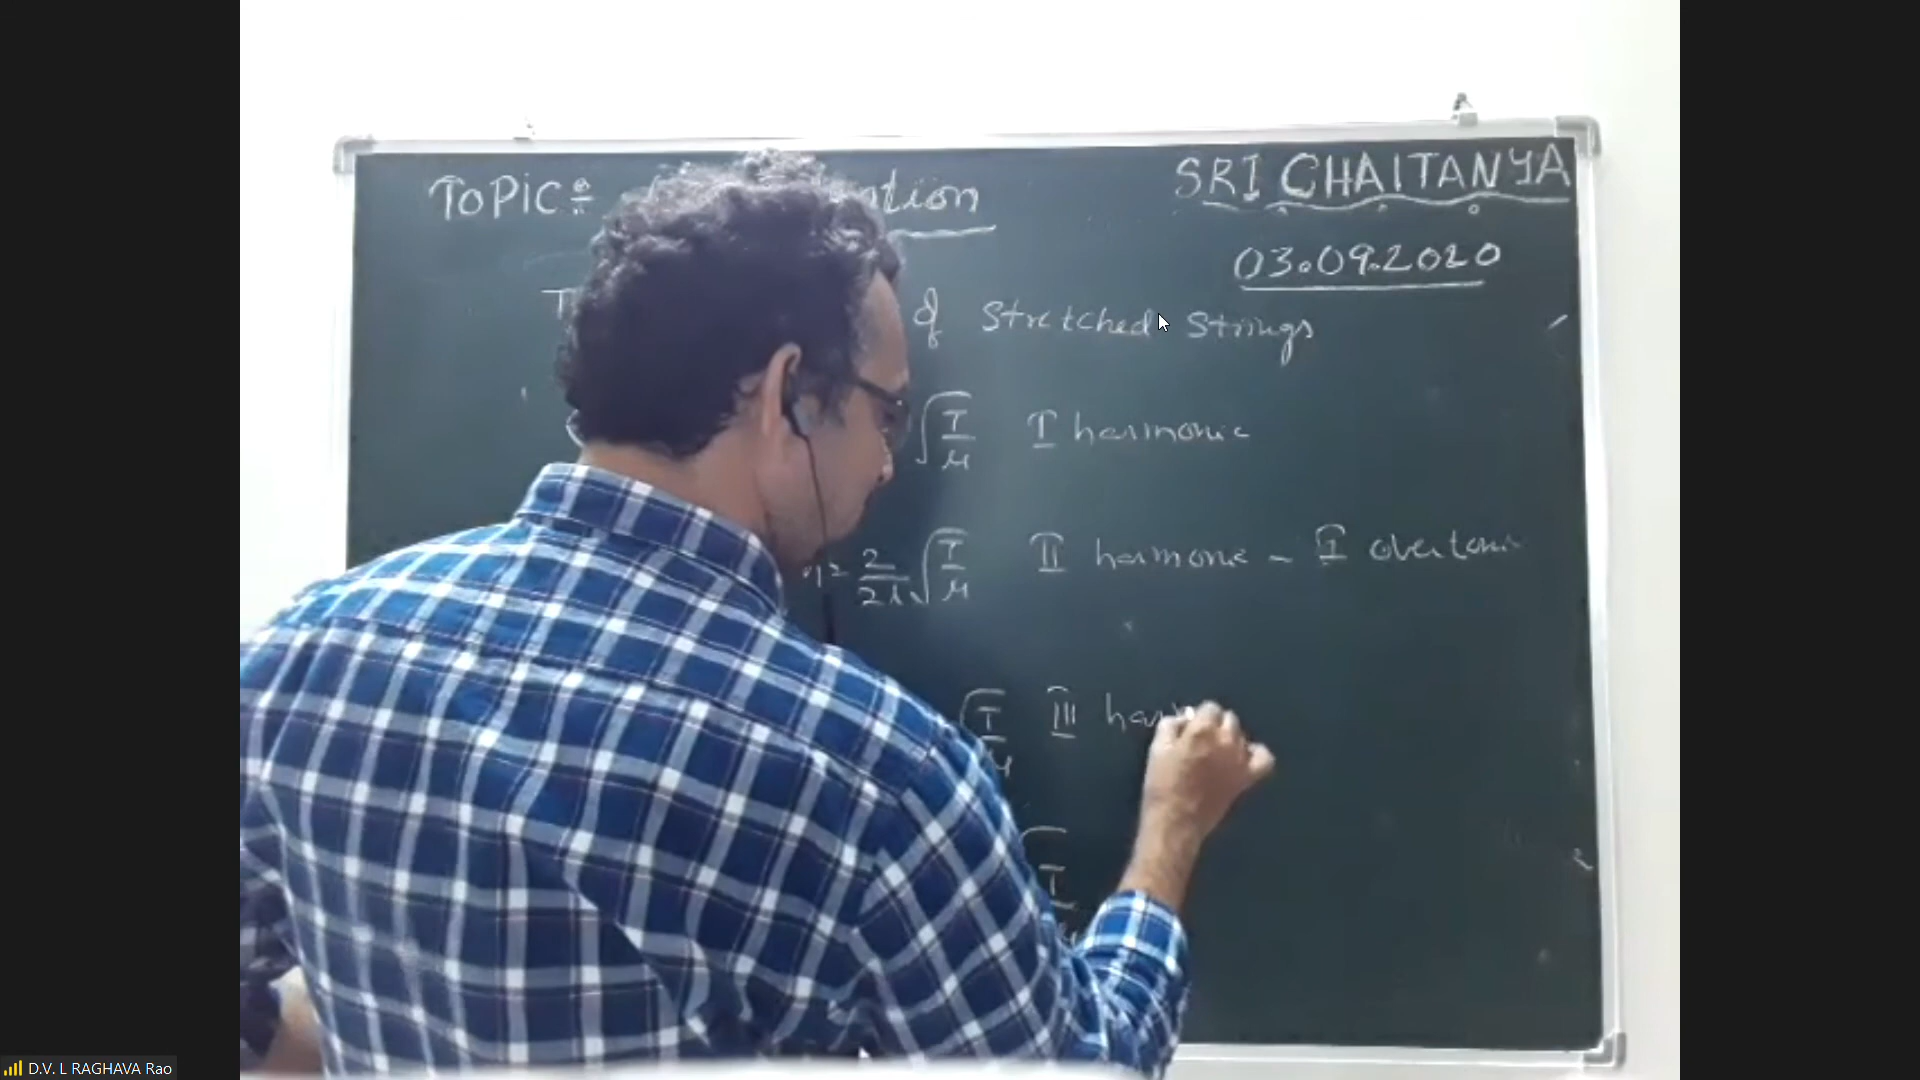 TOPIC:
SRI CHAITANYA
03.09.2020
of stretched strings
√T/μ I harmonic
n = 2/2l √T/μ II harmonic - I overtone
√T/μ III har
D.V. L RAGHAVA Rao